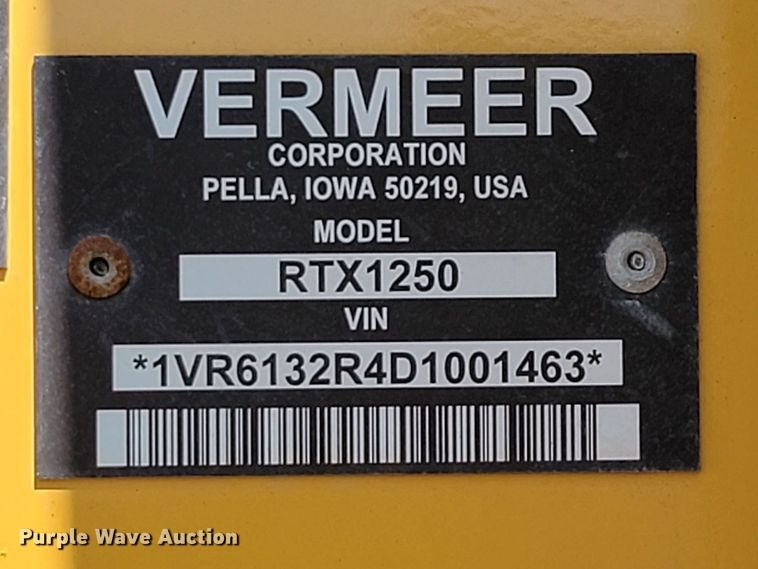 VERMEER
CORPORATION
PELLA, IOWA 50219, USA
MODEL
RTX1250
VIN
*1VR6132R4D1001463*
Purple Wave Auction